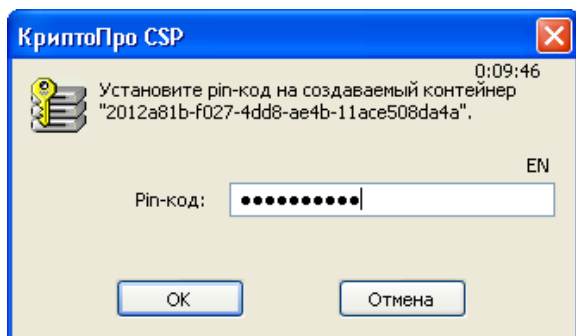 КриптоПро CSP
0:09:46
Установите pin-код на создаваемый контейнер
"2012a81b-f027-4dd8-ae4b-11ace508da4a".
EN
Pin-код: ●●●●●●●●●●
OK Отмена